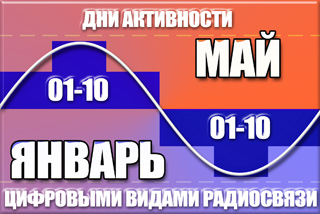 ДНИ АКТИВНОСТИ
МАЙ
01-10
01-10
ЯНВАРЬ
ЦИФРОВЫМИ ВИДАМИ РАДИОСВЯЗИ